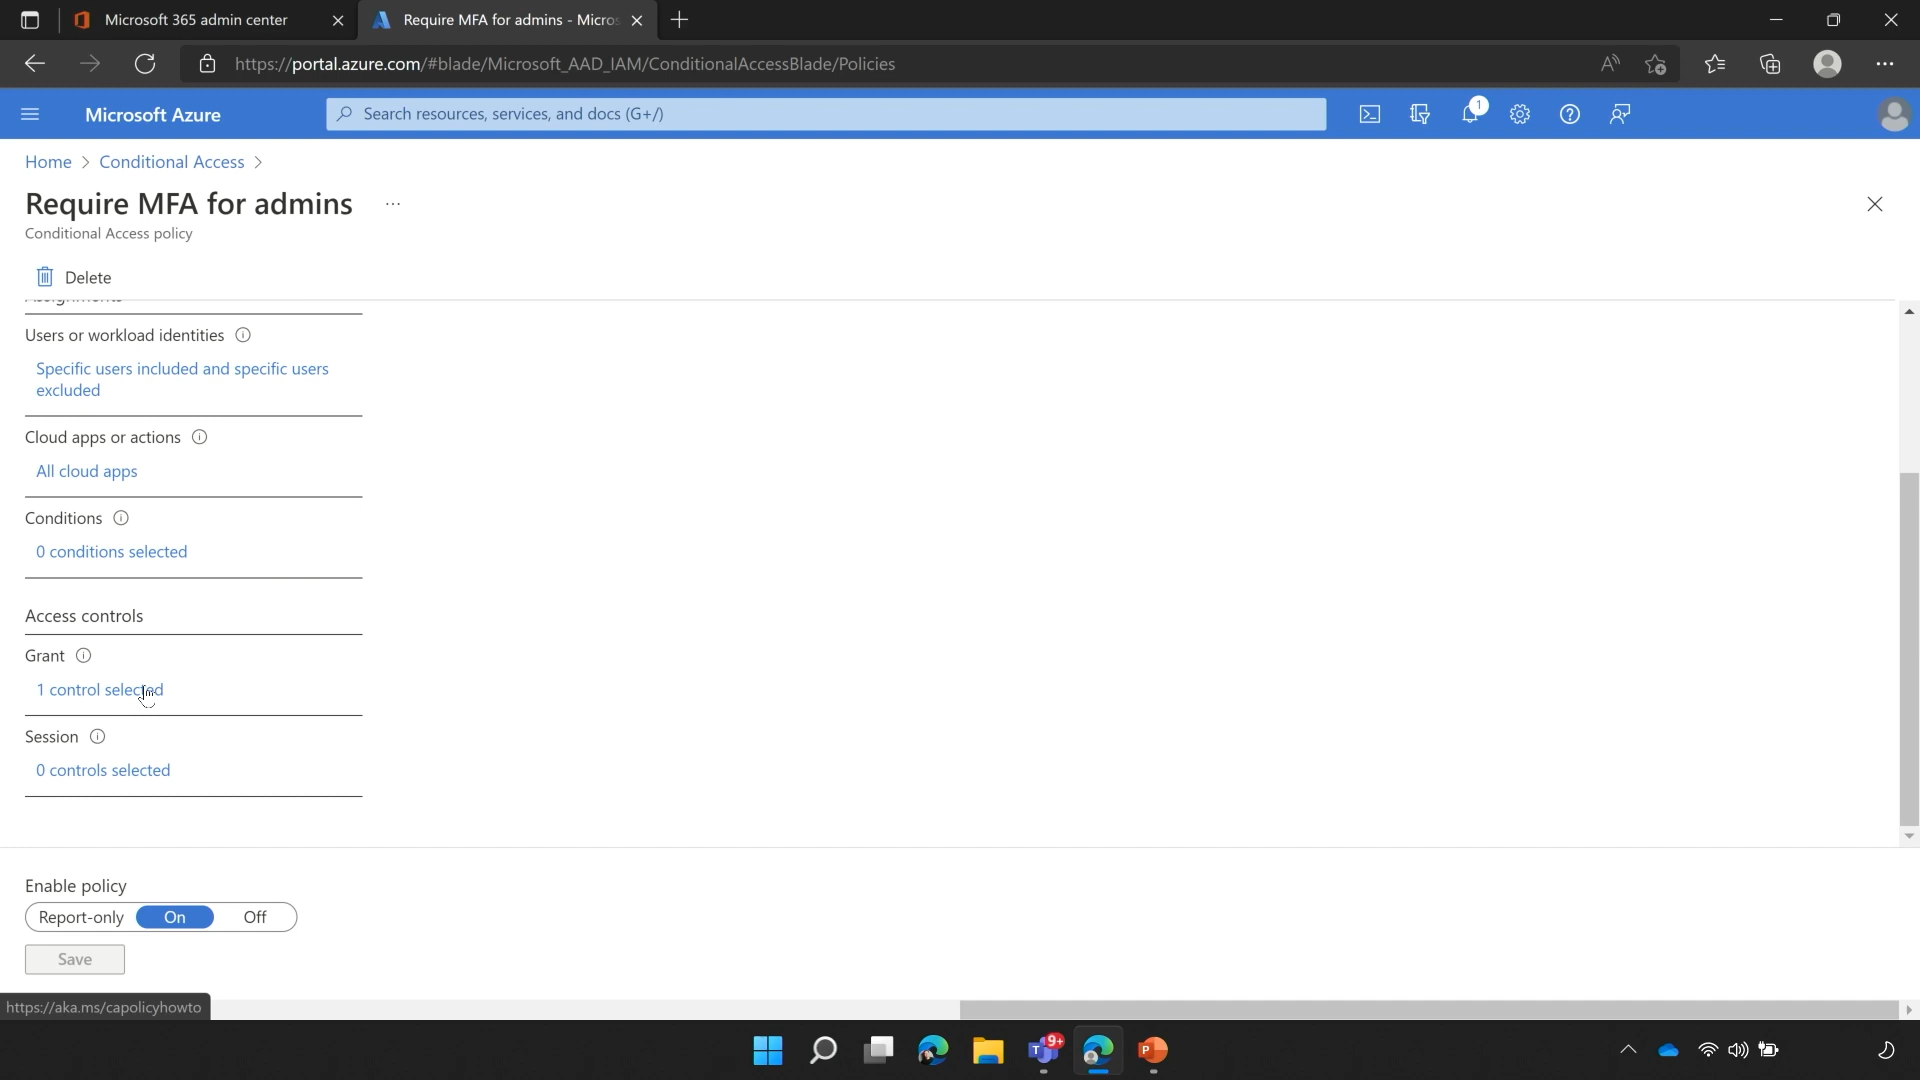 Microsoft 365 admin center
Require MFA for admins - Micros
https://portal.azure.com/#blade/Microsoft_AAD_IAM/ConditionalAccessBlade/Policies
Microsoft Azure
Search resources, services, and docs (G+/)
1
Home > Conditional Access >
Require MFA for admins ...
Conditional Access policy
Delete
Assignments
Users or workload identities
Specific users included and specific users
excluded
Cloud apps or actions
All cloud apps
Conditions
0 conditions selected
Access controls
Grant
1 control selected
Session
0 controls selected
Enable policy
Report-only On Off
Save
https://aka.ms/capolicyhowto
9+